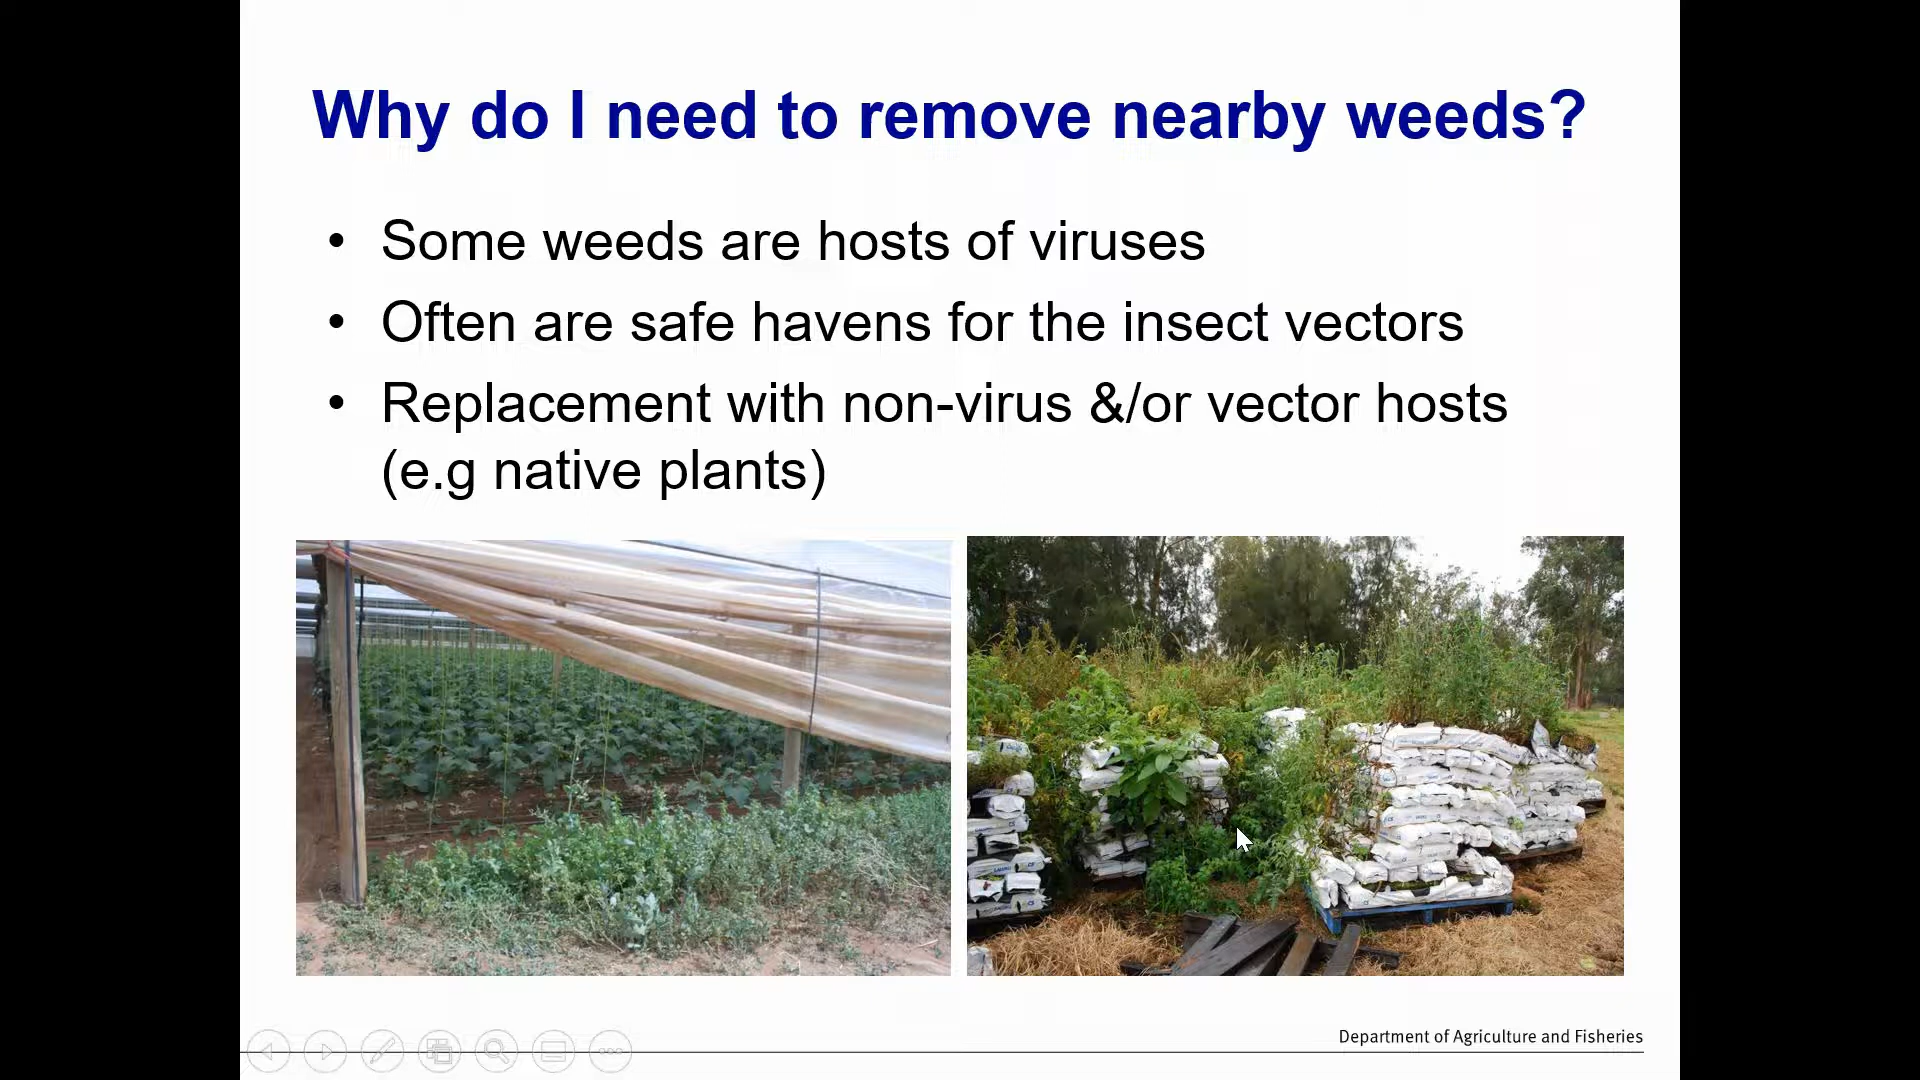 Why do I need to remove nearby weeds?
• Some weeds are hosts of viruses
• Often are safe havens for the insect vectors
• Replacement with non-virus &/or vector hosts
(e.g native plants)
Department of Agriculture and Fisheries